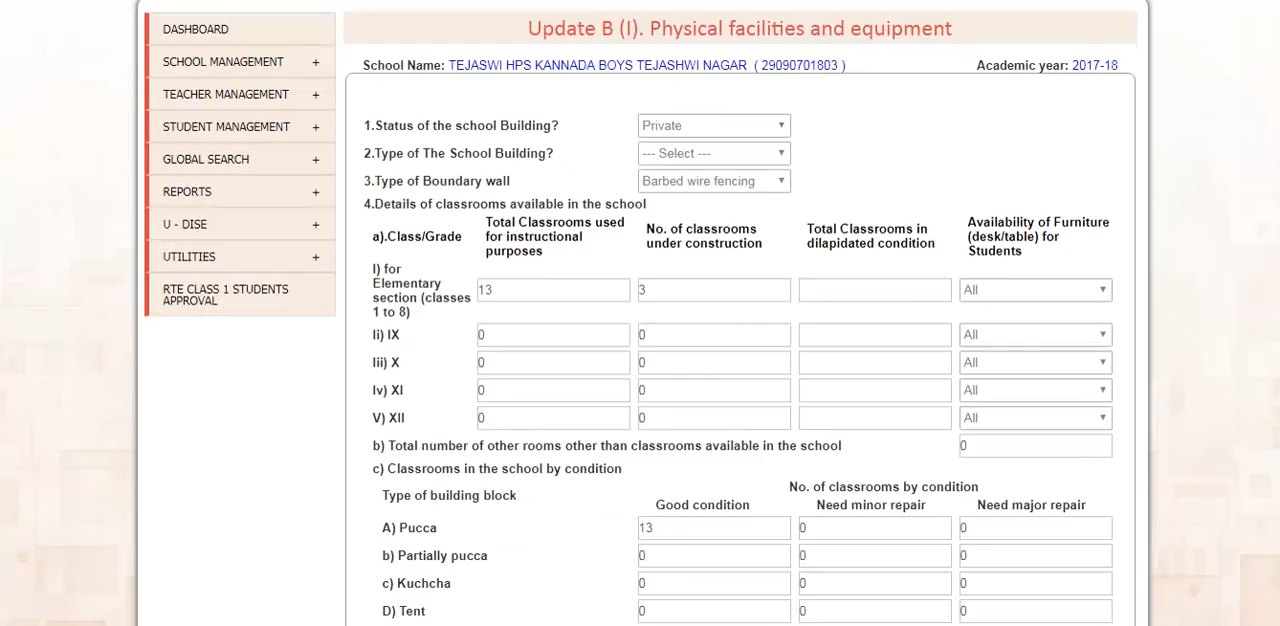 DASHBOARD
SCHOOL MANAGEMENT +
TEACHER MANAGEMENT +
STUDENT MANAGEMENT +
GLOBAL SEARCH +
REPORTS +
U - DISE +
UTILITIES +
RTE CLASS 1 STUDENTS
APPROVAL
Update B (I). Physical facilities and equipment
School Name: TEJASWI HPS KANNADA BOYS TEJASHWI NAGAR ( 29090701803 ) Academic year: 2017-18
1.Status of the school Building? Private
2.Type of The School Building? --- Select ---
3.Type of Boundary wall Barbed wire fencing
4.Details of classrooms available in the school
a).Class/Grade
Total Classrooms used
for instructional
purposes
No. of classrooms
under construction
Total Classrooms in
dilapidated condition
Availability of Furniture
(desk/table) for
Students
I) for
Elementary
section (classes
1 to 8)
13 3 All
Ii) IX 0 0 All
Iii) X 0 0 All
Iv) XI 0 0 All
V) XII 0 0 All
b) Total number of other rooms other than classrooms available in the school 0
c) Classrooms in the school by condition
Type of building block
No. of classrooms by condition
Good condition Need minor repair Need major repair
A) Pucca 13 0 0
b) Partially pucca 0 0 0
c) Kuchcha 0 0 0
D) Tent 0 0 0